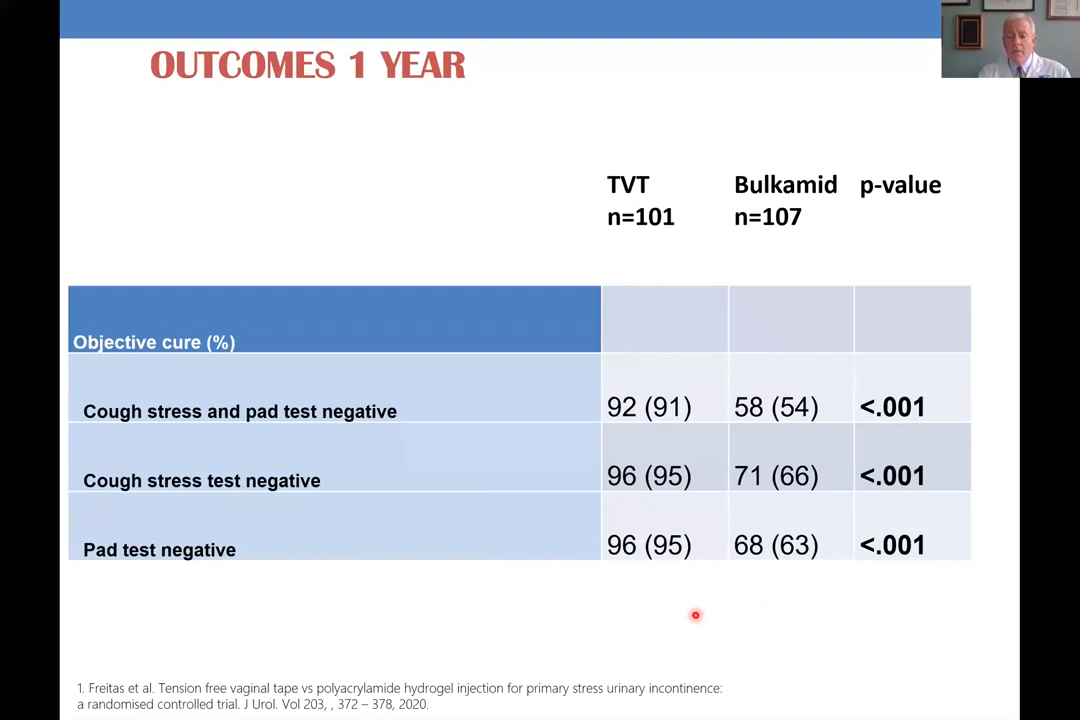 OUTCOMES 1 YEAR
TVT Bulkamid p-value
n=101 n=107
Objective cure (%)
Cough stress and pad test negative 92 (91) 58 (54) <.001
Cough stress test negative 96 (95) 71 (66) <.001
Pad test negative 96 (95) 68 (63) <.001
1. Freitas et al. Tension free vaginal tape vs polyacrylamide hydrogel injection for primary stress urinary incontinence:
a randomised controlled trial. J Urol. Vol 203, , 372 – 378, 2020.